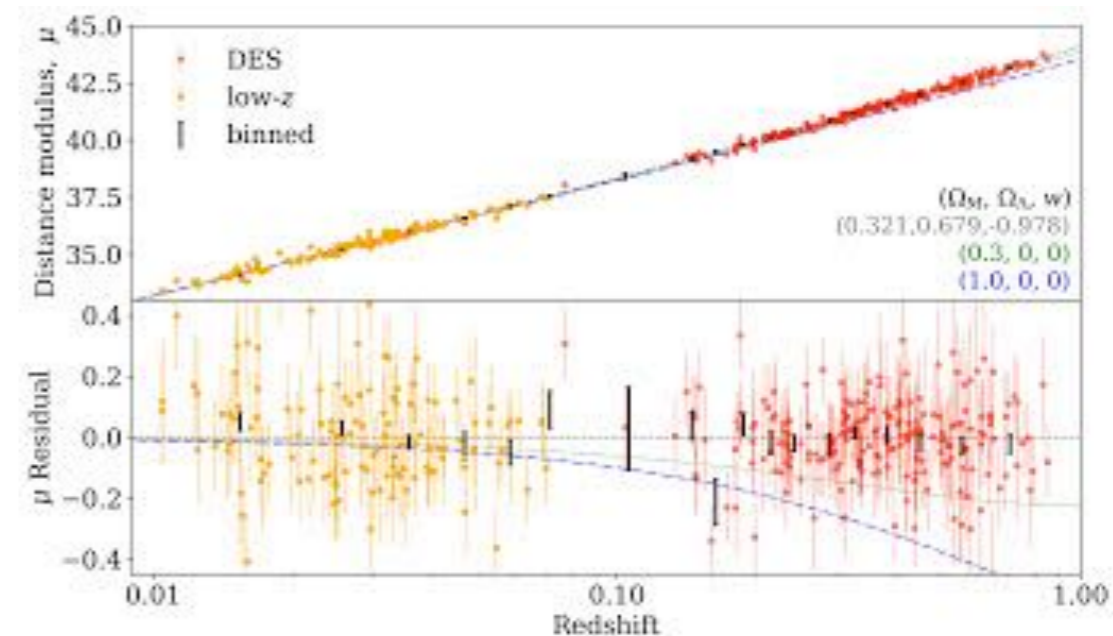 45.0
42.5
40.0
37.5
35.0
Distance modulus, μ
DES
low-z
binned
(Ω_M, Ω_Λ, w)
(0.321,0.679,-0.978)
(0.3, 0, 0)
(1.0, 0, 0)
0.4
0.2
0.0
−0.2
−0.4
μ Residual
0.01
0.10
1.00
Redshift